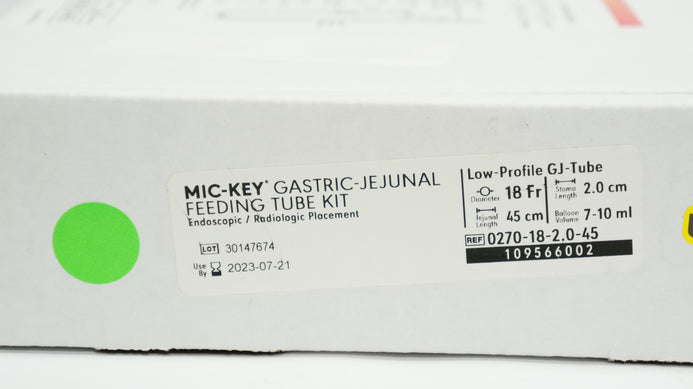 MIC-KEY* GASTRIC-JEJUNAL
FEEDING TUBE KIT
Endoscopic / Radiologic Placement
LOT 30147674
Use By 2023-07-21
Low-Profile GJ-Tube
Diameter 18 Fr
Stoma Length 2.0 cm
Jejunal Length 45 cm
Balloon Volume 7-10 ml
REF 0270-18-2.0-45
109566002